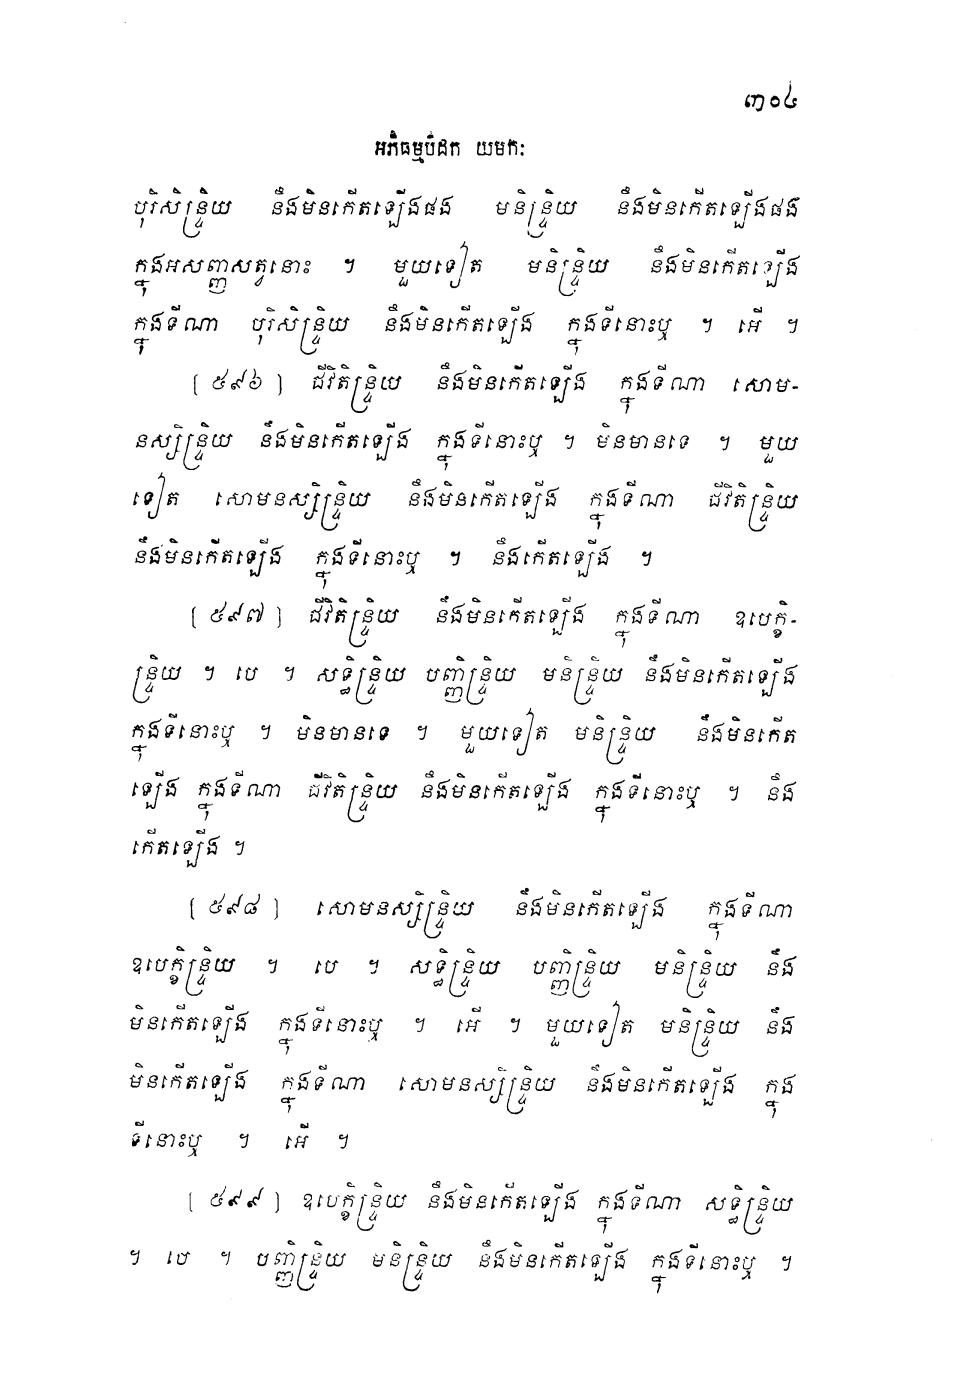 ៣០៤
អភិធម្មបិដក យមកៈ
បុរិសិន្ទ្រិយ នឹងមិនកើតឡើងផង មនិន្ទ្រិយ នឹងមិនកើតឡើងផង
ក្នុងអសញ្ញសត្វនោះ ។ មួយទៀត មនិន្ទ្រិយ នឹងមិនកើតឡើង
ក្នុងទីណា បុរិសិន្ទ្រិយ នឹងមិនកើតឡើង ក្នុងទីនោះឬ ។ អើ ។
[ ៥៩៦ ] ជីវិតិន្ទ្រិយ នឹងមិនកើតឡើង ក្នុងទីណា សោម-
នស្សិន្ទ្រិយ នឹងមិនកើតឡើង ក្នុងទីនោះឬ ។ មិនមានទេ ។ មួយ
ទៀត សោមនស្សិន្ទ្រិយ នឹងមិនកើតឡើង ក្នុងទីណា ជីវិតិន្ទ្រិយ
នឹងមិនកើតឡើង ក្នុងទីនោះឬ ។ នឹងកើតឡើង ។
[ ៥៩៧ ] ជីវិតិន្ទ្រិយ នឹងមិនកើតឡើង ក្នុងទីណា ឧបេក្ខិ-
ន្ទ្រិយ ។ បេ ។ សទ្ធិន្ទ្រិយ បញ្ញិន្ទ្រិយ មនិន្ទ្រិយ នឹងមិនកើតឡើង
ក្នុងទីនោះឬ ។ មិនមានទេ ។ មួយទៀត មនិន្ទ្រិយ នឹងមិនកើត
ឡើង ក្នុងទីណា ជីវិតិន្ទ្រិយ នឹងមិនកើតឡើង ក្នុងទីនោះឬ ។ នឹង
កើតឡើង ។
[ ៥៩៨ ] សោមនស្សិន្ទ្រិយ នឹងមិនកើតឡើង ក្នុងទីណា
ឧបេក្ខិន្ទ្រិយ ។ បេ ។ សទ្ធិន្ទ្រិយ បញ្ញិន្ទ្រិយ មនិន្ទ្រិយ នឹង
មិនកើតឡើង ក្នុងទីនោះឬ ។ អើ ។ មួយទៀត មនិន្ទ្រិយ នឹង
មិនកើតឡើង ក្នុងទីណា សោមនស្សិន្ទ្រិយ នឹងមិនកើតឡើង ក្នុង
ទីនោះឬ ។ អើ ។
[ ៥៩៩ ] ឧបេក្ខិន្ទ្រិយ នឹងមិនកើតឡើង ក្នុងទីណា សទ្ធិន្ទ្រិយ
។ បេ ។ បញ្ញិន្ទ្រិយ មនិន្ទ្រិយ នឹងមិនកើតឡើង ក្នុងទីនោះឬ ។